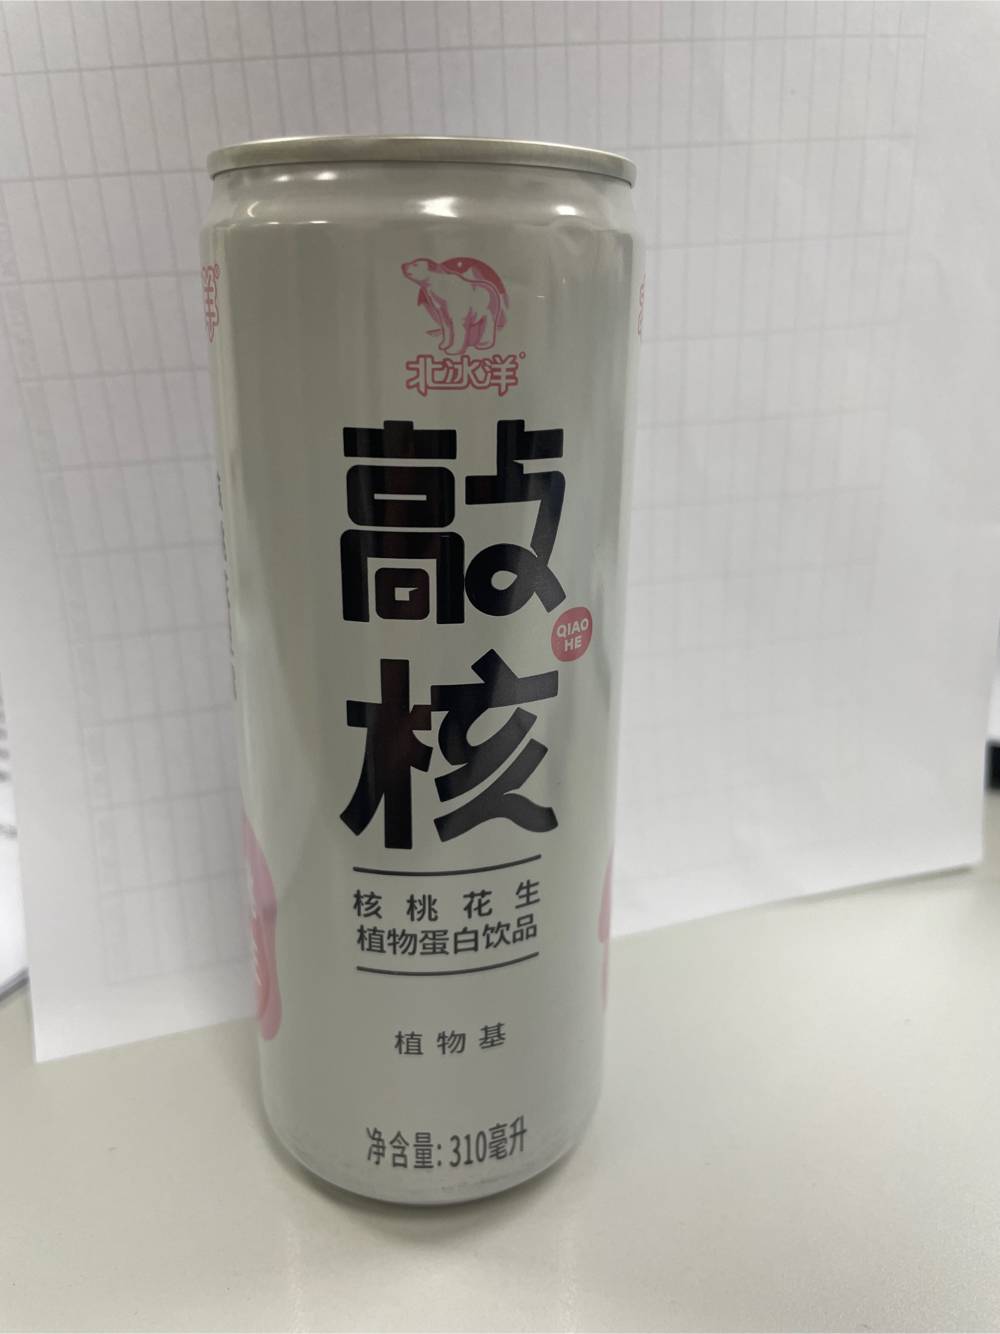 北冰洋
敲
QIAO
HE
核
核桃花生
植物蛋白饮品
植物基
净含量:310毫升